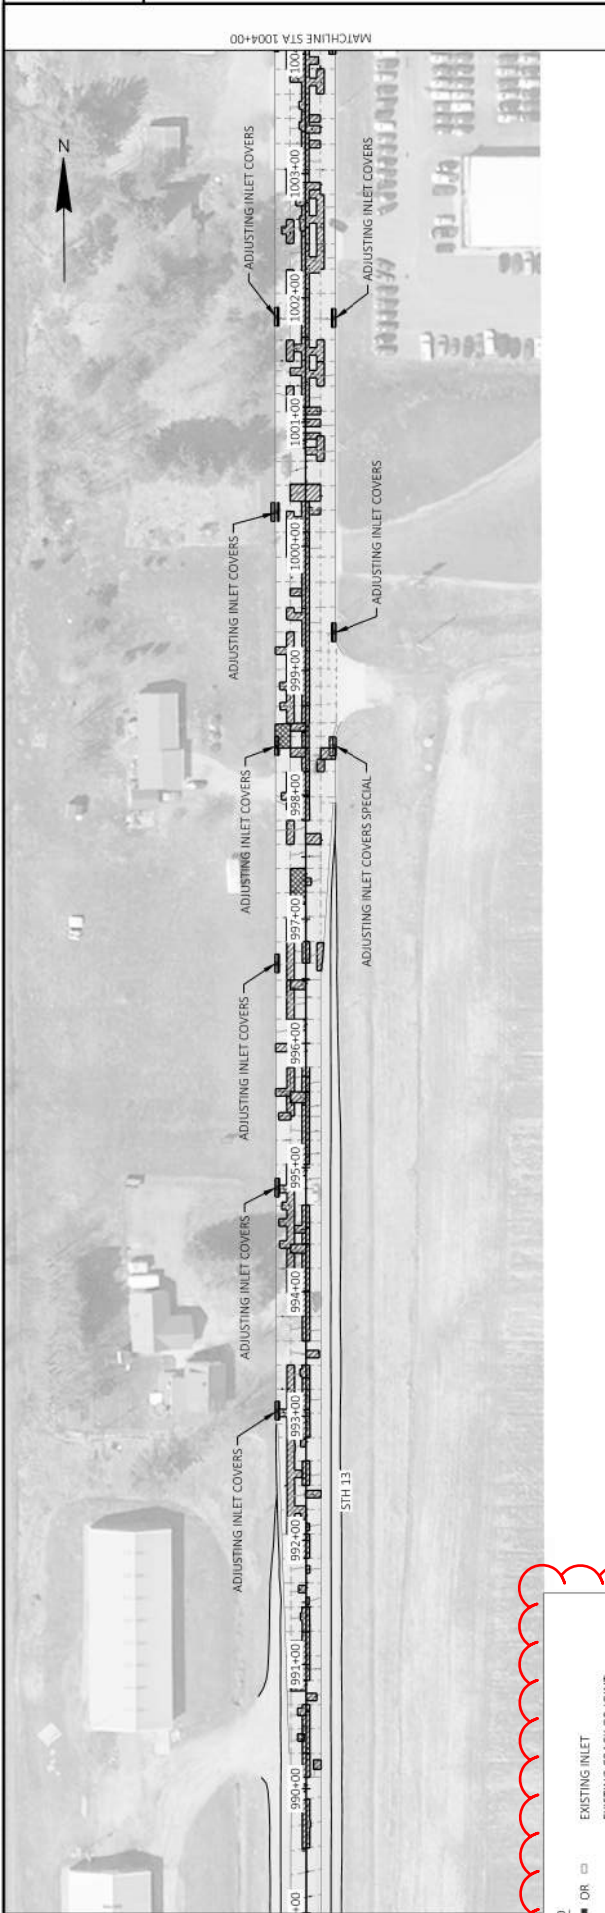 MATCHLINE STA 1004+00
N
100
1003+00
ADJUSTING INLET COVERS
ADJUSTING INLET COVERS
1002+00
1001+00
ADJUSTING INLET COVERS
ADJUSTING INLET COVERS
1000+00
999+00
ADJUSTING INLET COVERS
998+00
ADJUSTING INLET COVERS SPECIAL
997+00
ADJUSTING INLET COVERS
996+00
995+00
ADJUSTING INLET COVERS
994+00
993+00
ADJUSTING INLET COVERS
STH 13
992+00
991+00
990+00
+00
OR
EXISTING INLET